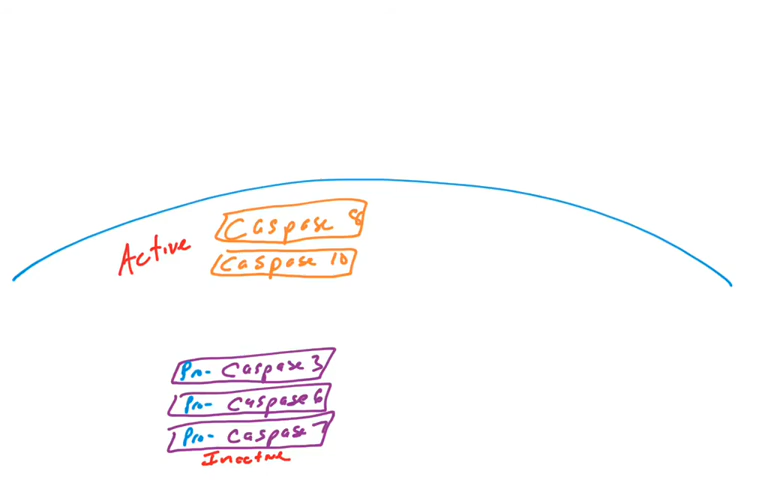 Caspase 8
Active
Caspase 10
Pro- Caspase 3
Pro- Caspase 6
Pro- Caspase 7
Inactive